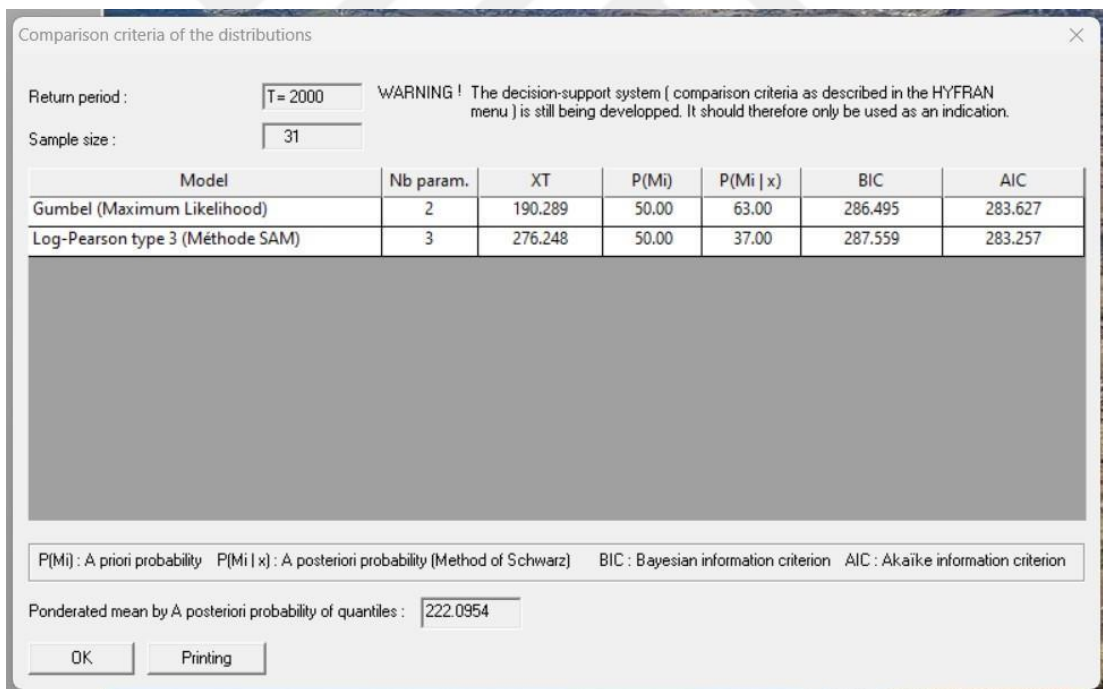 Comparison criteria of the distributions
Return period : T= 2000 WARNING ! The decision-support system ( comparison criteria as described in the HYFRAN
menu ) is still being developped. It should therefore only be used as an indication.
Sample size : 31
Model Nb param. XT P(Mi) P(Mi | x) BIC AIC
Gumbel (Maximum Likelihood) 2 190.289 50.00 63.00 286.495 283.627
Log-Pearson type 3 (Méthode SAM) 3 276.248 50.00 37.00 287.559 283.257
P(Mi) : A priori probability P(Mi | x) : A posteriori probability (Method of Schwarz) BIC : Bayesian information criterion AIC : Akaïke information criterion
Ponderated mean by A posteriori probability of quantiles : 222.0954
OK Printing